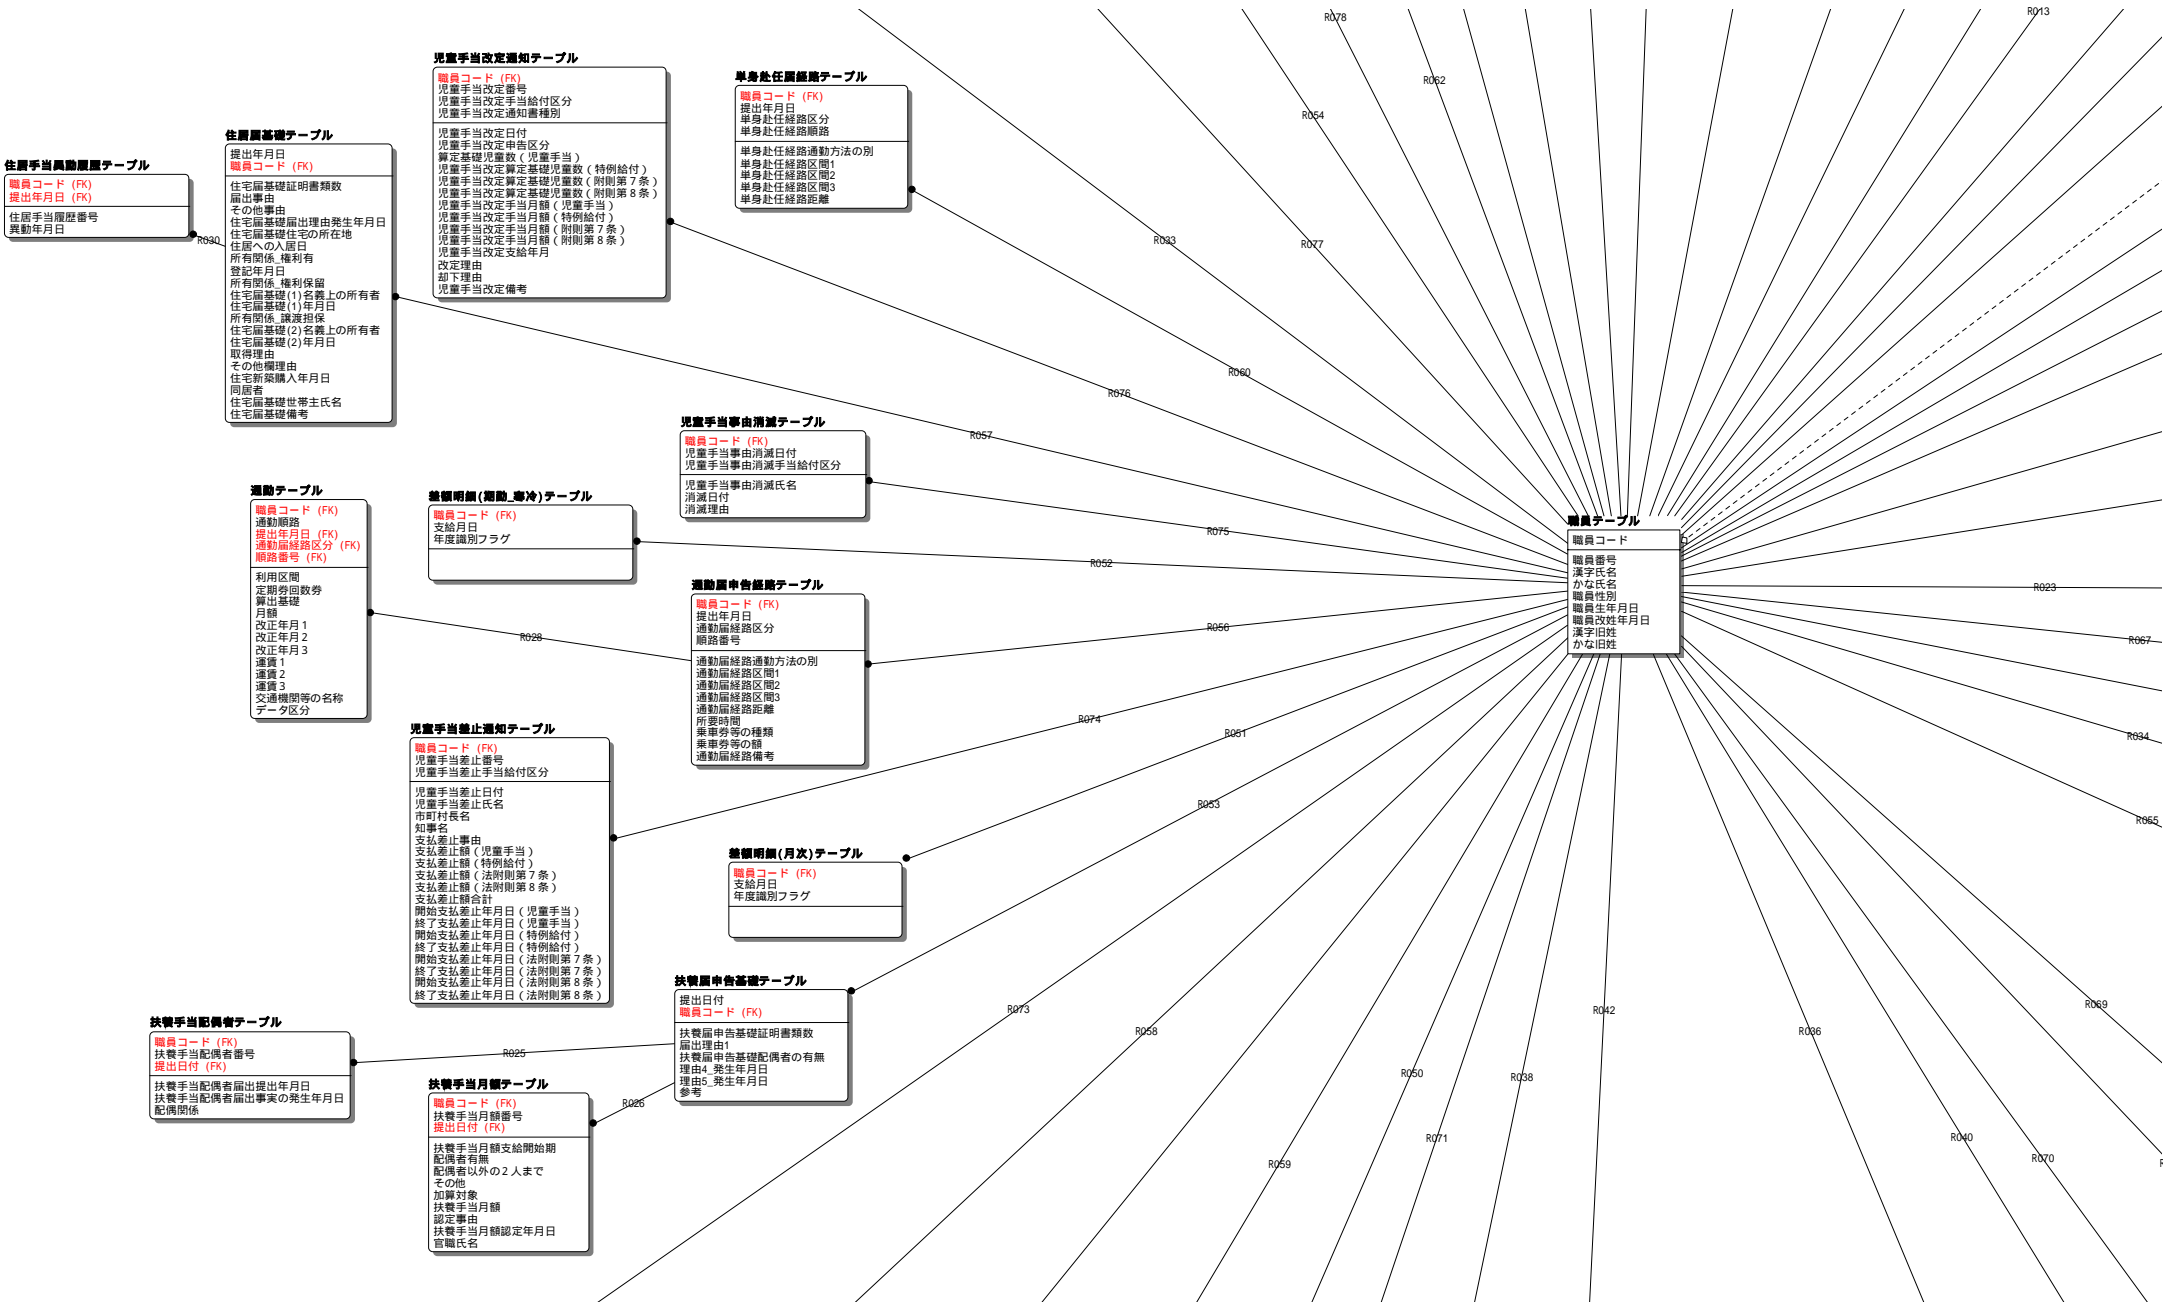 住居手当異動履歴テーブル
職員コード (FK)
提出年月日 (FK)
住居手当履歴番号
異動年月日
R030
住居届基礎テーブル
提出年月日
職員コード (FK)
住宅届基礎証明書類数
届出事由
その他事由
住宅届基礎届出理由発生年月日
住宅届基礎住宅の所在地
住居への入居日
所有関係_権利有
登記年月日
所有関係_権利保留
住宅届基礎(1)名義上の所有者
住宅届基礎(1)年月日
所有関係_譲渡担保
住宅届基礎(2)名義上の所有者
住宅届基礎(2)年月日
取得理由
その他欄理由
住宅新築購入年月日
同居者
住宅届基礎世帯主氏名
住宅届基礎備考
児童手当改定通知テーブル
職員コード (FK)
児童手当改定番号
児童手当改定手当給付区分
児童手当改定通知書種別
児童手当改定日付
児童手当改定申告区分
算定基礎児童数(児童手当)
児童手当改定算定基礎児童数(特例給付)
児童手当改定算定基礎児童数(附則第7条)
児童手当改定算定基礎児童数(附則第8条)
児童手当改定手当月額(児童手当)
児童手当改定手当月額(特例給付)
児童手当改定手当月額(附則第7条)
児童手当改定手当月額(附則第8条)
児童手当改定支給年月
改定理由
却下理由
児童手当改定備考
単身赴任届経路テーブル
職員コード (FK)
提出年月日
単身赴任経路区分
単身赴任経路順路
単身赴任経路通勤方法の別
単身赴任経路区間1
単身赴任経路区間2
単身赴任経路区間3
単身赴任経路距離
R078
R013
R062
R054
R033
R077
R060
R076
R057
児童手当事由消滅テーブル
職員コード (FK)
児童手当事由消滅日付
児童手当事由消滅手当給付区分
児童手当事由消滅氏名
消滅日付
消滅理由
R075
通勤テーブル
職員コード (FK)
通勤順路
提出年月日 (FK)
通勤届経路区分 (FK)
順路番号 (FK)
利用区間
定期券回数券
算出基礎
月額
改正年月1
改正年月2
改正年月3
運賃1
運賃2
運賃3
交通機関等の名称
データ区分
差額明細(期勤_寒冷)テーブル
職員コード (FK)
支給月日
年度識別フラグ
R052
通勤届申告経路テーブル
職員コード (FK)
提出年月日
通勤届経路区分
順路番号
通勤届経路通勤方法の別
通勤届経路区間1
通勤届経路区間2
通勤届経路区間3
通勤届経路距離
所要時間
乗車券等の種類
乗車券等の額
通勤届経路備考
R028
R056
職員テーブル
職員コード
職員番号
漢字氏名
かな氏名
職員性別
職員生年月日
職員改姓年月日
漢字旧姓
かな旧姓
R023
R067
R034
R055
児童手当差止通知テーブル
職員コード (FK)
児童手当差止番号
児童手当差止手当給付区分
児童手当差止日付
児童手当差止氏名
市町村長名
知事名
支払差止事由
支払差止額(児童手当)
支払差止額(特例給付)
支払差止額(法附則第7条)
支払差止額(法附則第8条)
支払差止額合計
開始支払差止年月日(児童手当)
終了支払差止年月日(児童手当)
開始支払差止年月日(特例給付)
終了支払差止年月日(特例給付)
開始支払差止年月日(法附則第7条)
終了支払差止年月日(法附則第7条)
開始支払差止年月日(法附則第8条)
終了支払差止年月日(法附則第8条)
R074
R051
R053
差額明細(月次)テーブル
職員コード (FK)
支給月日
年度識別フラグ
扶養届申告基礎テーブル
提出日付
職員コード (FK)
扶養届申告基礎証明書類数
届出理由1
扶養届申告基礎配偶者の有無
理由4_発生年月日
理由5_発生年月日
参考
扶養手当配偶者テーブル
職員コード (FK)
扶養手当配偶者番号
提出日付 (FK)
扶養手当配偶者届出提出年月日
扶養手当配偶者届出事実の発生年月日
配偶関係
R025
扶養手当月額テーブル
職員コード (FK)
扶養手当月額番号
提出日付 (FK)
扶養手当月額支給開始期
配偶者有無
配偶者以外の2人まで
その他
加算対象
扶養手当月額
認定事由
扶養手当月額認定年月日
官職氏名
R026
R073
R058
R042
R036
R069
R050
R038
R071
R059
R040
R070